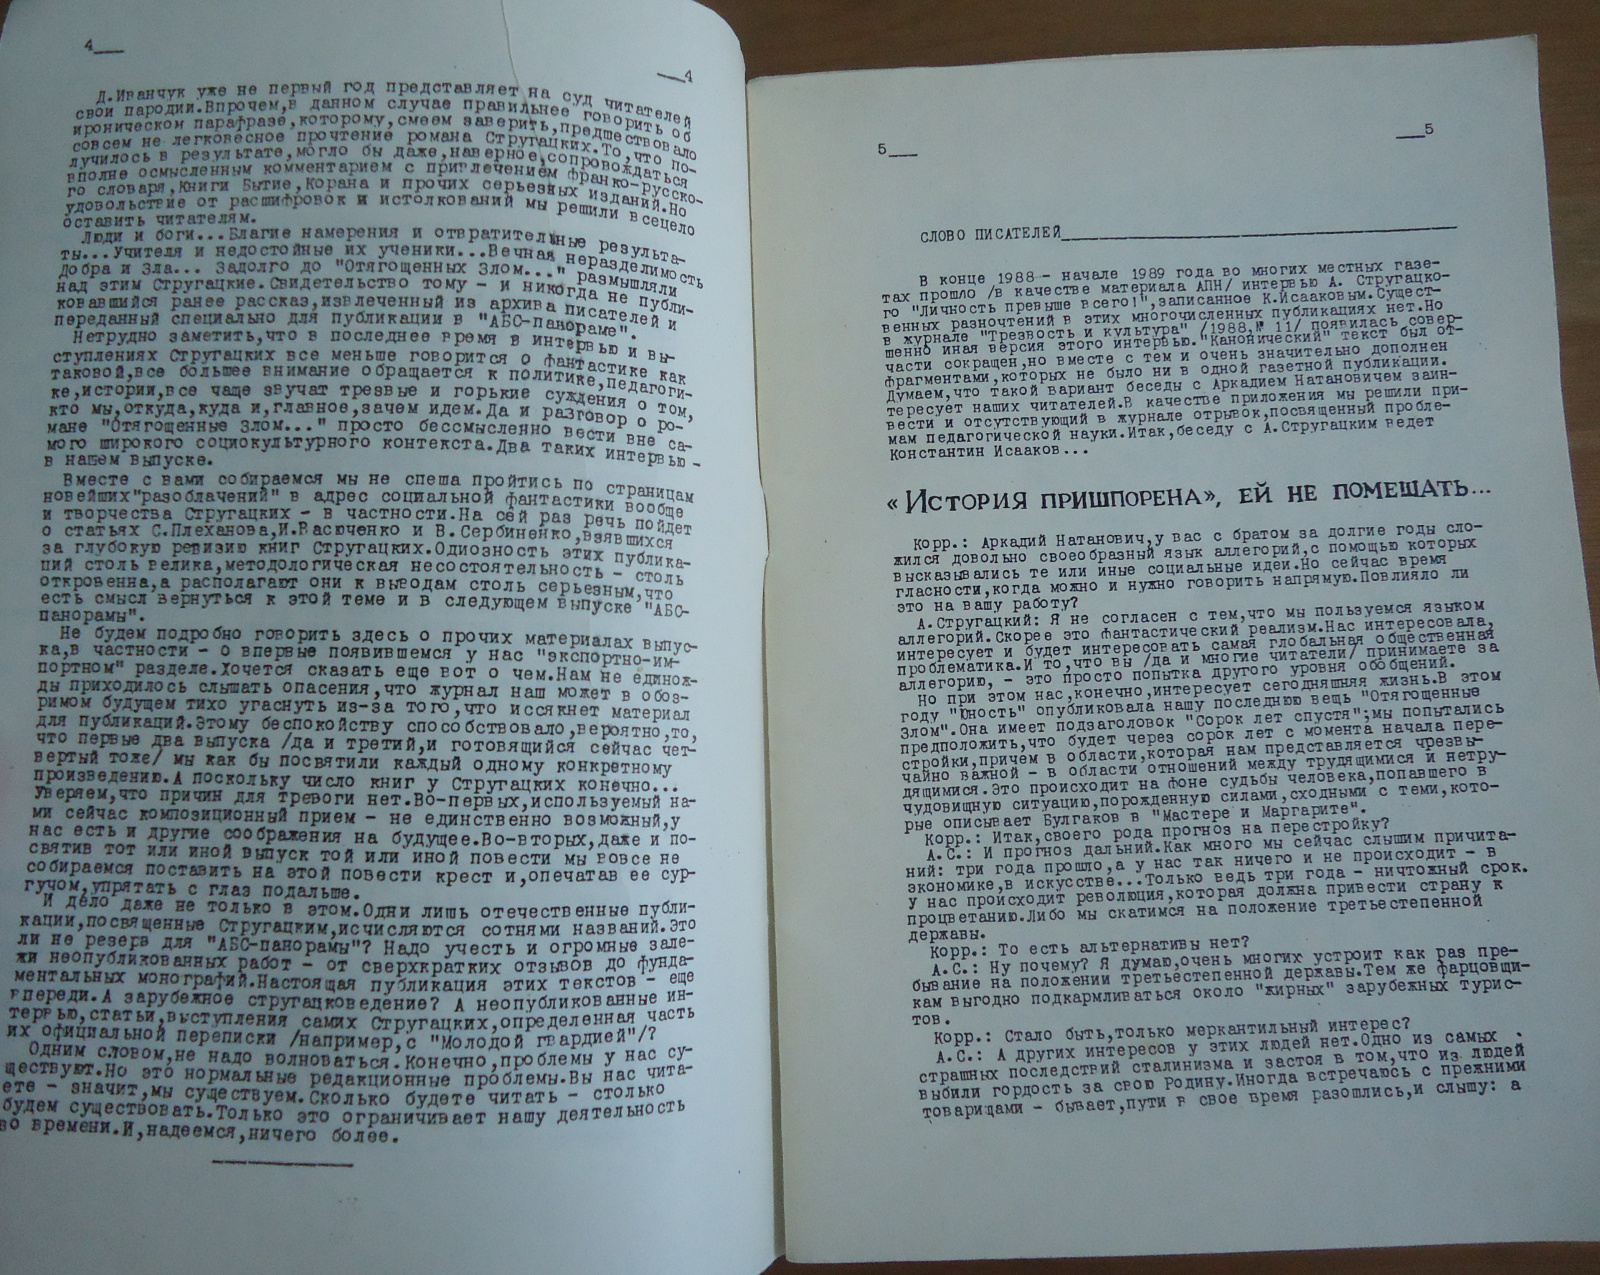 4___
___4
Д.Иванчук уже не первый год представляет на суд читателей
свои пародии.Впрочем,в данном случае правильнее говорить об
ироническом парафразе,которому,смеем заверить,предшествовало
совсем не легковесное прочтение романа Стругацких.То,что по-
лучилось в результате,могло бы даже,наверное,сопровождаться
вполне осмысленным комментарием с привлечением франко-русско-
го словаря,Книги Бытие,Корана и прочих серьезных изданий.Но
удовольствие от расшифровок и истолкований мы решили всецело
оставить читателям.
Люди и боги...Благие намерения и отвратительные результа-
ты...Учителя и недостойные их ученики...Вечная неразделимость
Добра и Зла... Задолго до "Отягощенных Злом..." размышляли
над этим Стругацкие.Свидетельство тому - и никогда не публи-
ковавшийся ранее рассказ,извлеченный из архива писателей и
переданный специально для публикации в "АБС-панораме".
Нетрудно заметить,что в последнее время в интервью и вы-
ступлениях Стругацких все меньше говорится о фантастике как
таковой,все большее внимание обращается к политике,педагоги-
ке,истории,все чаще звучат трезвые и горькие суждения о том,
кто мы,откуда,куда и,главное,зачем идем.Да и разговор о ро-
мане "Отягощенные Злом..." просто бессмысленно вести вне са-
мого широкого социокультурного контекста.Два таких интервью -
в нашем выпуске.
Вместе с вами собираемся мы не спеша пройтись по страницам
новейших"разоблачений" в адрес социальной фантастики вообще
и творчества Стругацких - в частности.На сей раз речь пойдет
о статьях С.Плеханова,И.Васюченко и В.Сербиненко,взявшихся
за глубокую ревизию книг Стругацких.Одиозность этих публика-
ций столь велика,методологическая несостоятельность - столь
откровенна,а располагают они к выводам столь серьезным,что
есть смысл вернуться к этой теме и в следующем выпуске "АБС-
панорамы".
Не будем подробно говорить здесь о прочих материалах выпус-
ка,в частности - о впервые появившемся у нас "экспортно-им-
портном" разделе.Хочется сказать еще вот о чем.Нам не единож-
ды приходилось слышать опасения,что журнал наш может в обоз-
римом будущем тихо угаснуть из-за того,что иссякнет материал
для публикаций.Этому беспокойству способствовало,вероятно,то,
что первые два выпуска /да и третий,и готовящийся сейчас чет-
вертый тоже/ мы как бы посвятили каждый одному конкретному
произведению.А поскольку число книг у Стругацких конечно...
Уверяем,что причин для тревоги нет.Во-первых,используемый на-
ми сейчас композиционный прием - не единственно возможный,у
нас есть и другие соображения на будущее.Во-вторых,даже и по-
святив тот или иной выпуск той или иной повести мы вовсе не
собираемся поставить на этой повести крест и,опечатав ее сур-
гучом,упрятать с глаз подальше.
И дело даже не только в этом.Одни лишь отечественные публи-
кации,посвященные Стругацким,исчисляются сотнями названий.Это
ли не резерв для "АБС-панорамы"? Надо учесть и огромные зале-
жи неопубликованных работ - от сверхкратких отзывов до фунда-
ментальных монографий.Настоящая публикация этих текстов - еще
впереди.А зарубежное стругацковедение? А неопубликованные ин-
тервью,статьи,выступления самих Стругацких,определенная часть
их официальной переписки /например,с "Молодой гвардией"/?
Одним словом,не надо волноваться.Конечно,проблемы у нас су-
ществуют.Но это нормальные редакционные проблемы.Вы нас чита-
ете - значит,мы существуем.Сколько будете читать - столько
будем существовать.Только это ограничивает нашу деятельность
во времени.И,надеемся,ничего более.
5___
___5
СЛОВО ПИСАТЕЛЕЙ
В конце 1988 - начале 1989 года во многих местных газе-
тах прошло /в качестве материала АПН/ интервью А. Стругацко-
го "Личность превыше всего!",записанное К.Исааковым.Сущест-
венных разночтений в этих многочисленных публикациях нет.Но
в журнале "Трезвость и культура" /1988,№ 11/ появилась совер-
шенно иная версия этого интервью."Канонический" текст был от-
части сокращен,но вместе с тем и очень значительно дополнен
фрагментами,которых не было ни в одной газетной публикации.
Думаем,что такой вариант беседы с Аркадием Натановичем заин-
тересует наших читателей.В качестве приложения мы решили при-
вести и отсутствующий в журнале отрывок,посвященный пробле-
мам педагогической науки.Итак,беседу с А.Стругацким ведет
Константин Исааков...
«ИСТОРИЯ ПРИШПОРЕНА», ЕЙ НЕ ПОМЕШАТЬ...
Корр.: Аркадий Натанович,у вас с братом за долгие годы сло-
жился довольно своеобразный язык аллегорий,с помощью которых
высказывались те или иные социальные идеи.Но сейчас время
гласности,когда можно и нужно говорить напрямую.Повлияло ли
это на вашу работу?
А.Стругацкий: Я не согласен с тем,что мы пользуемся языком
аллегорий.Скорее это фантастический реализм.Нас интересовала,
интересует и будет интересовать самая глобальная общественная
проблематика.И то,что вы /да и многие читатели/ принимаете за
аллегорию, - это просто попытка другого уровня обобщений.
Но при этом нас,конечно,интересует сегодняшняя жизнь.В этом
году "Юность" опубликовала нашу последнюю вещь "Отягощенные
Злом".Она имеет подзаголовок "Сорок лет спустя";мы попытались
предположить,что будет через сорок лет с момента начала пере-
стройки,причем в области,которая нам представляется чрезвы-
чайно важной - в области отношений между трудящимися и нетру-
дящимися.Это происходит на фоне судьбы человека,попавшего в
чудовищную ситуацию,порожденную силами,сходными с теми,кото-
рые описывает Булгаков в "Мастере и Маргарите".
Корр.: Итак,своего рода прогноз на перестройку?
А.С.: И прогноз дальний.Как много мы сейчас слышим причита-
ний: три года прошло,а у нас так ничего и не происходит - в
экономике,в искусстве...Только ведь три года - ничтожный срок.
У нас происходит революция,которая должна привести страну к
процветанию.Либо мы скатимся на положение третьестепенной
державы.
Корр.: То есть альтернативы нет?
А.С.: Ну почему? Я думаю,очень многих устроит как раз пре-
бывание на положении третьестепенной державы.Тем же фарцовщи-
кам выгодно подкармливаться около "жирных" зарубежных турис-
тов.
Корр.: Стало быть,только меркантильный интерес?
А.С.: А других интересов у этих людей нет.Одно из самых
страшных последствий сталинизма и застоя в том,что из людей
выбили гордость за свою Родину.Иногда встречаюсь с прежними
товарищами - бывает,пути в свое время разошлись,и слышу: а